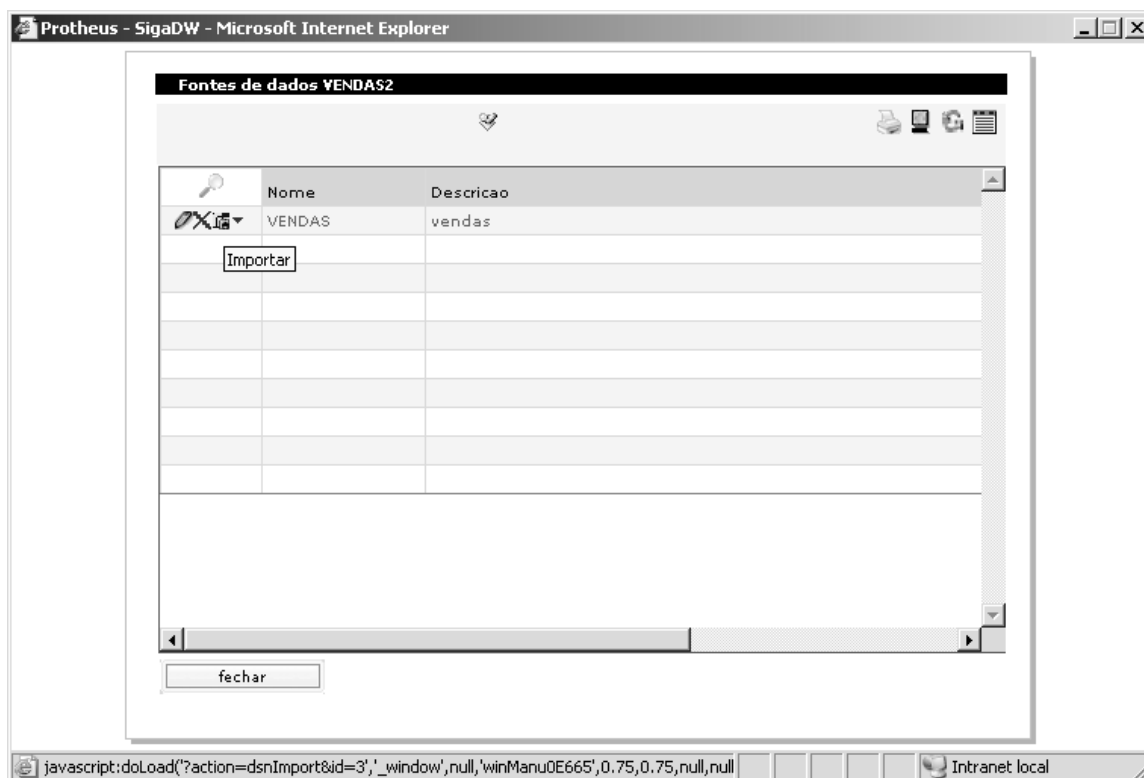 Protheus - SigaDW - Microsoft Internet Explorer
Fontes de dados VENDAS2
Nome Descricao
VENDAS vendas
Importar
fechar
javascript:doLoad('?action=dsnImport&id=3','_window',null,'winManu0E665',0.75,0.75,null,null Intranet local